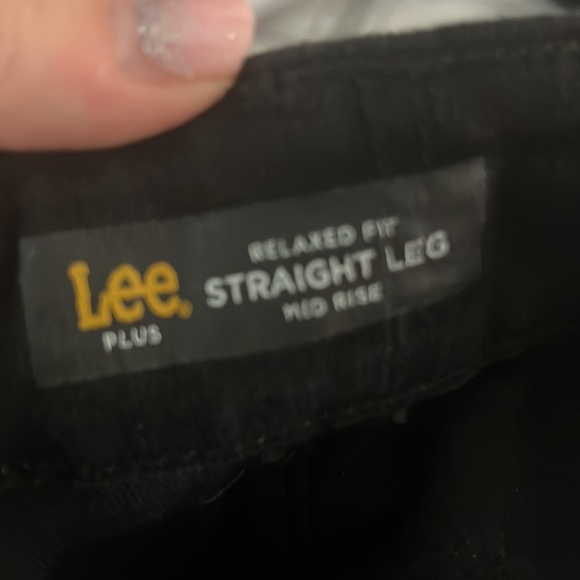 Lee.
PLUS
RELAXED FIT
STRAIGHT LEG
MID RISE